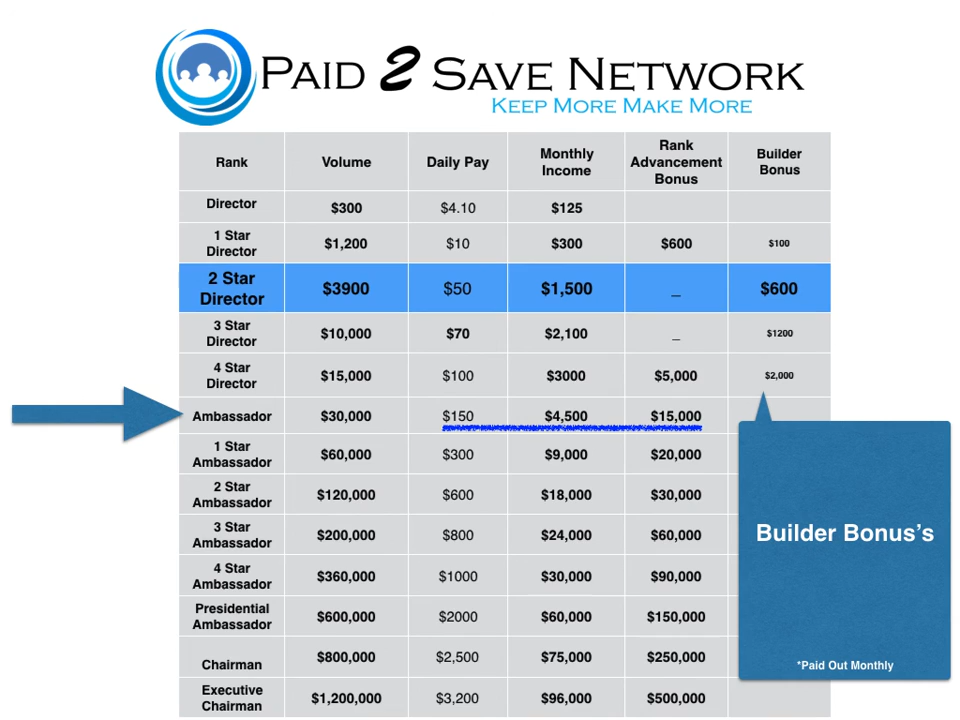 PAID 2 SAVE NETWORK
KEEP MORE MAKE MORE
Rank Volume Daily Pay Monthly Income Rank Advancement Bonus Builder Bonus
Director $300 $4.10 $125
1 Star Director $1,200 $10 $300 $600 $100
2 Star Director $3900 $50 $1,500 _ $600
3 Star Director $10,000 $70 $2,100 _ $1200
4 Star Director $15,000 $100 $3000 $5,000 $2,000
Ambassador $30,000 $150 $4,500 $15,000
1 Star Ambassador $60,000 $300 $9,000 $20,000
2 Star Ambassador $120,000 $600 $18,000 $30,000
3 Star Ambassador $200,000 $800 $24,000 $60,000
4 Star Ambassador $360,000 $1000 $30,000 $90,000
Presidential Ambassador $600,000 $2000 $60,000 $150,000
Chairman $800,000 $2,500 $75,000 $250,000
Executive Chairman $1,200,000 $3,200 $96,000 $500,000
Builder Bonus’s
*Paid Out Monthly